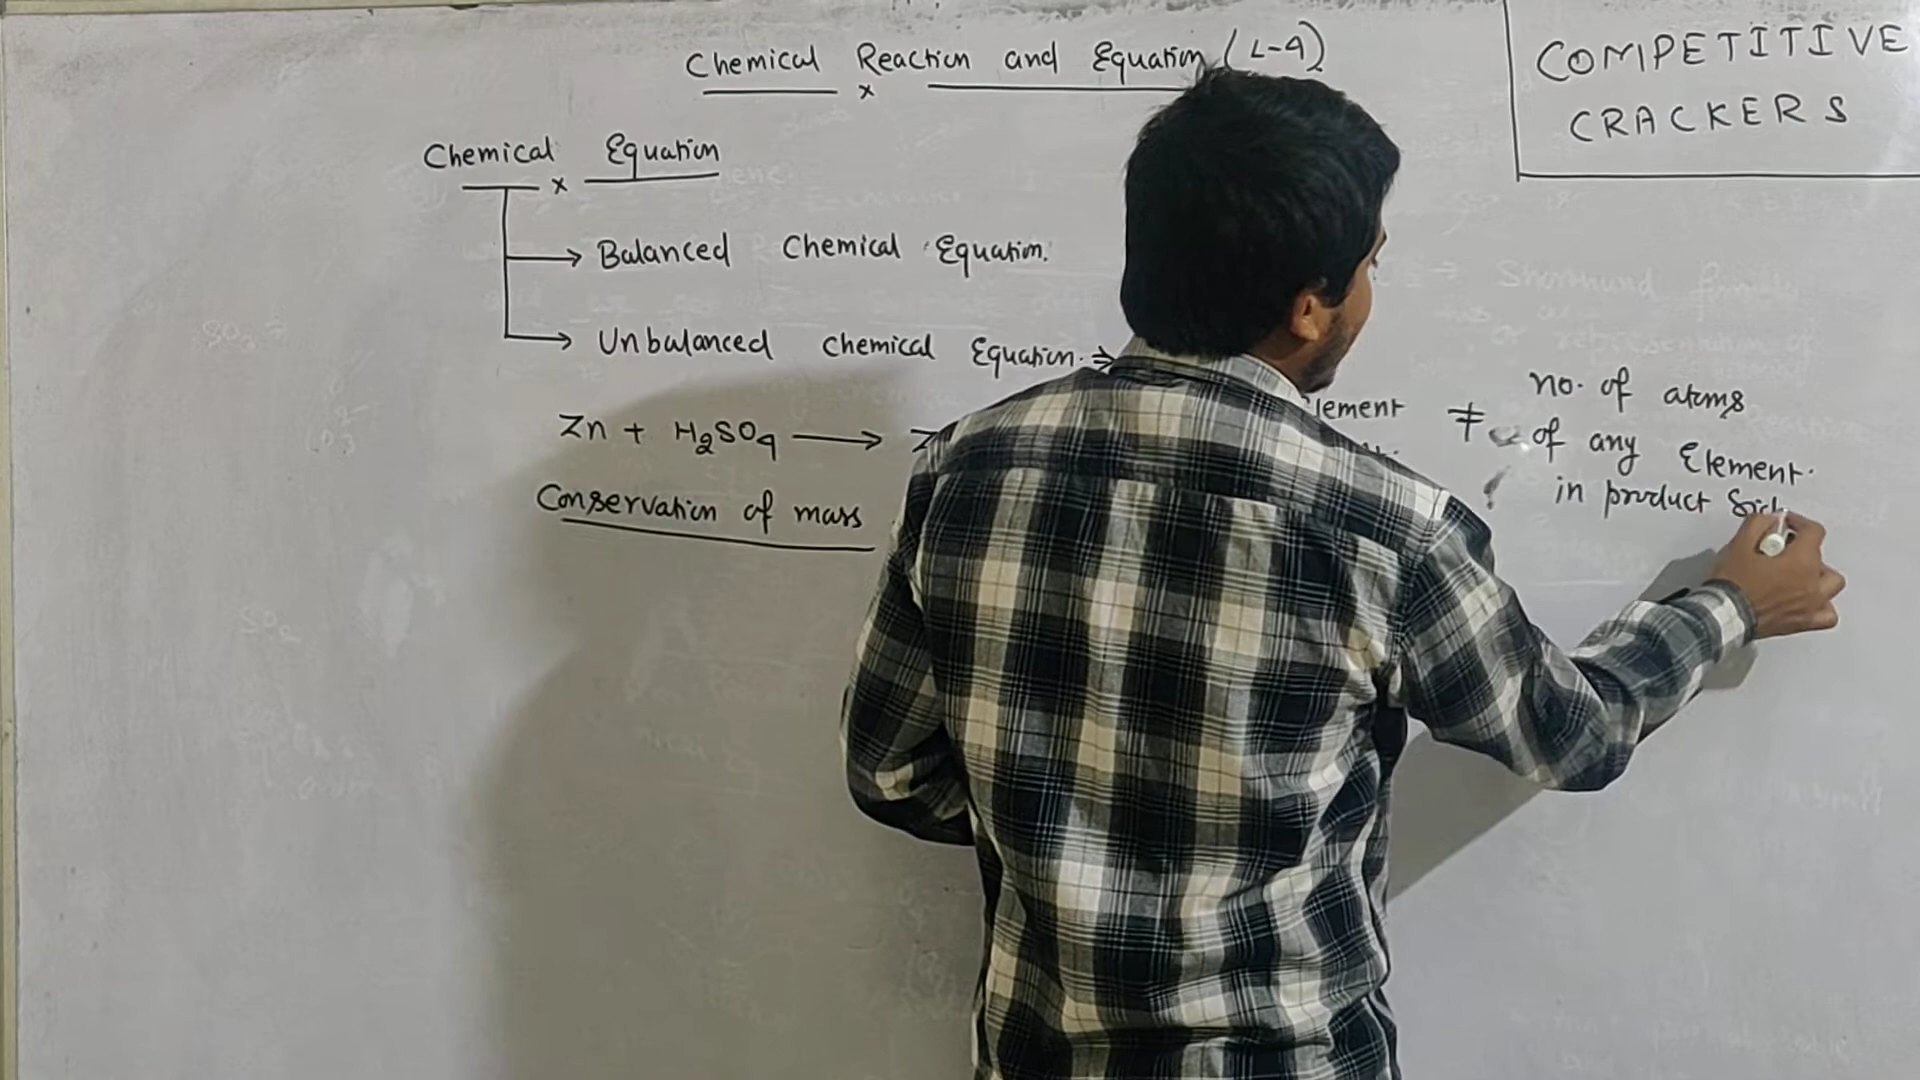 Chemical Reaction and Equation (L-4)
COMPETITIVE
CRACKERS
Chemical Equation
Balanced Chemical Equation.
Unbalanced chemical Equation. ⇒
Zn + H2SO4 → Z
Conservation of mass
lement ≠
no. of atoms
of any Element.
in product Side